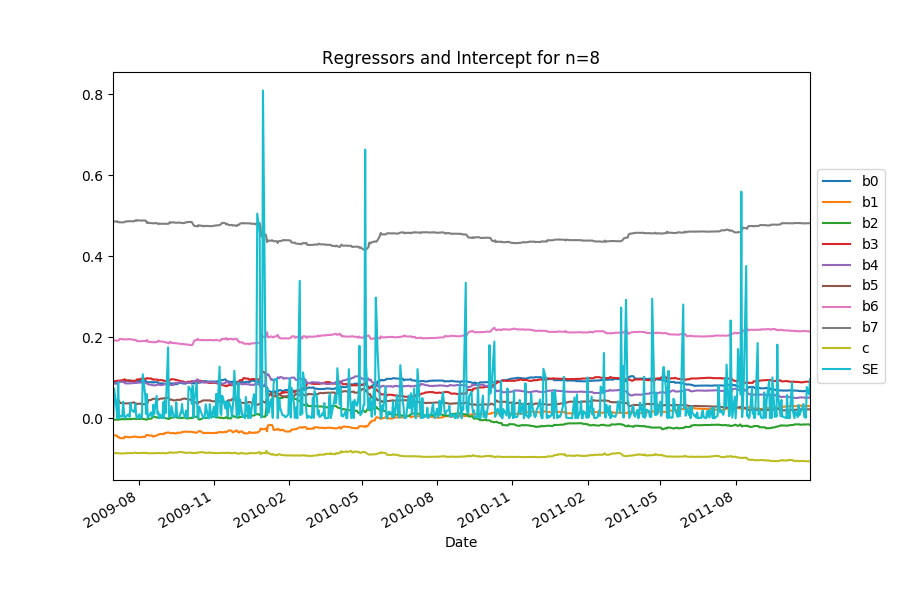 Regressors and Intercept for n=8
0.8
0.6
0.4
0.2
0.0
2009-08
2009-11
2010-02
2010-05
2010-08
2010-11
2011-02
2011-05
2011-08
Date
b0
b1
b2
b3
b4
b5
b6
b7
c
SE